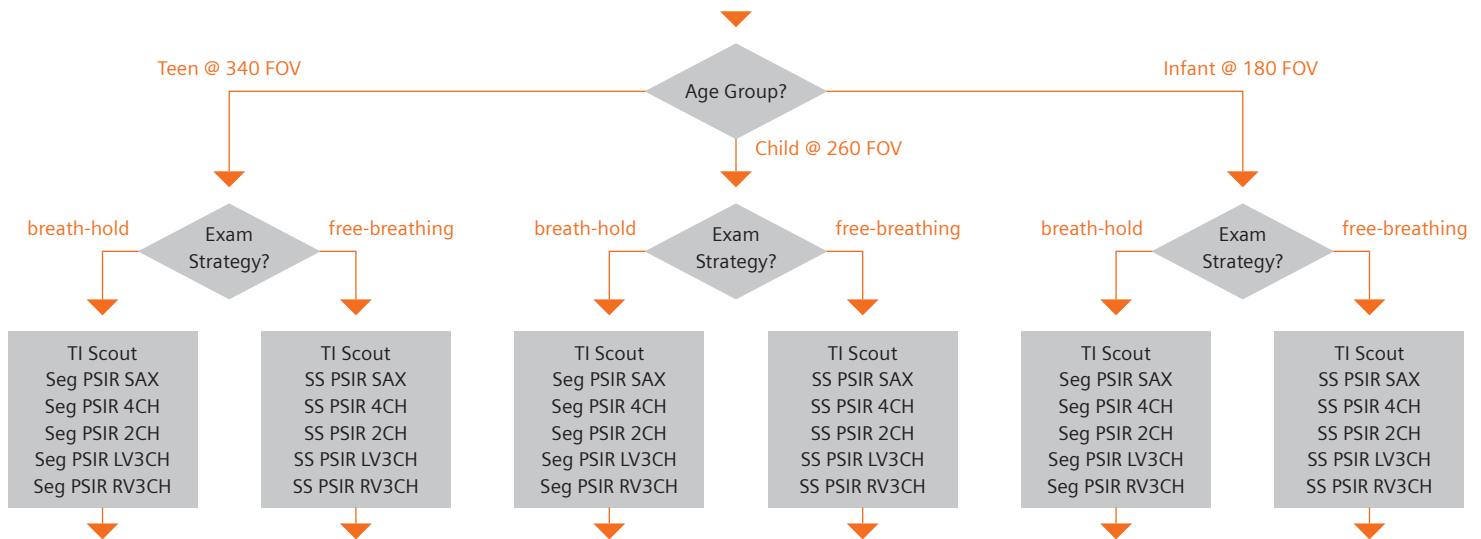 Teen @ 340 FOV
Infant @ 180 FOV
Age Group?
Child @ 260 FOV
breath-hold
Exam
Strategy?
free-breathing
breath-hold
Exam
Strategy?
free-breathing
breath-hold
Exam
Strategy?
free-breathing
TI Scout
Seg PSIR SAX
Seg PSIR 4CH
Seg PSIR 2CH
Seg PSIR LV3CH
Seg PSIR RV3CH
TI Scout
SS PSIR SAX
SS PSIR 4CH
SS PSIR 2CH
SS PSIR LV3CH
SS PSIR RV3CH
TI Scout
Seg PSIR SAX
Seg PSIR 4CH
Seg PSIR 2CH
Seg PSIR LV3CH
Seg PSIR RV3CH
TI Scout
SS PSIR SAX
SS PSIR 4CH
SS PSIR 2CH
SS PSIR LV3CH
SS PSIR RV3CH
TI Scout
Seg PSIR SAX
Seg PSIR 4CH
Seg PSIR 2CH
Seg PSIR LV3CH
Seg PSIR RV3CH
TI Scout
SS PSIR SAX
SS PSIR 4CH
SS PSIR 2CH
SS PSIR LV3CH
SS PSIR RV3CH